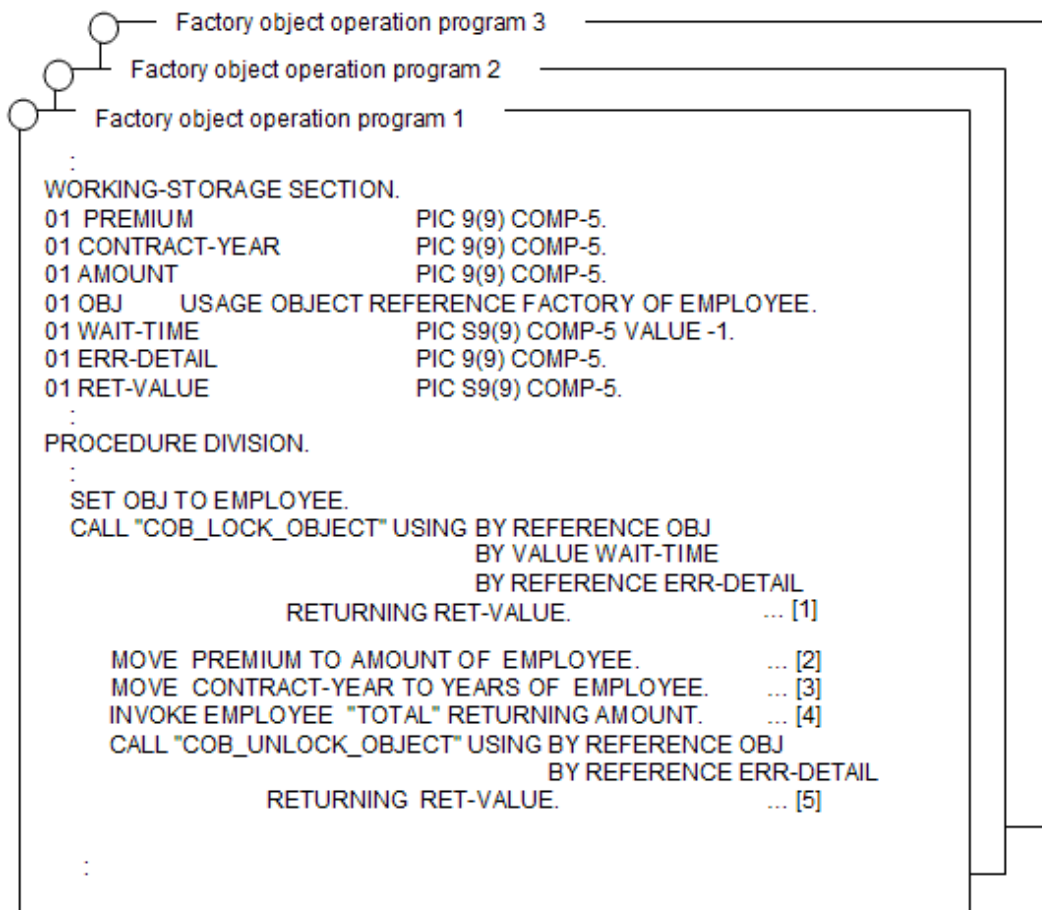 Factory object operation program 3
Factory object operation program 2
Factory object operation program 1
:
WORKING-STORAGE SECTION.
01 PREMIUM PIC 9(9) COMP-5.
01 CONTRACT-YEAR PIC 9(9) COMP-5.
01 AMOUNT PIC 9(9) COMP-5.
01 OBJ USAGE OBJECT REFERENCE FACTORY OF EMPLOYEE.
01 WAIT-TIME PIC S9(9) COMP-5 VALUE -1.
01 ERR-DETAIL PIC 9(9) COMP-5.
01 RET-VALUE PIC S9(9) COMP-5.
:
PROCEDURE DIVISION.
:
SET OBJ TO EMPLOYEE.
CALL "COB_LOCK_OBJECT" USING BY REFERENCE OBJ
BY VALUE WAIT-TIME
BY REFERENCE ERR-DETAIL
RETURNING RET-VALUE. ... [1]
MOVE PREMIUM TO AMOUNT OF EMPLOYEE. ... [2]
MOVE CONTRACT-YEAR TO YEARS OF EMPLOYEE. ... [3]
INVOKE EMPLOYEE "TOTAL" RETURNING AMOUNT. ... [4]
CALL "COB_UNLOCK_OBJECT" USING BY REFERENCE OBJ
BY REFERENCE ERR-DETAIL
RETURNING RET-VALUE. ... [5]
: